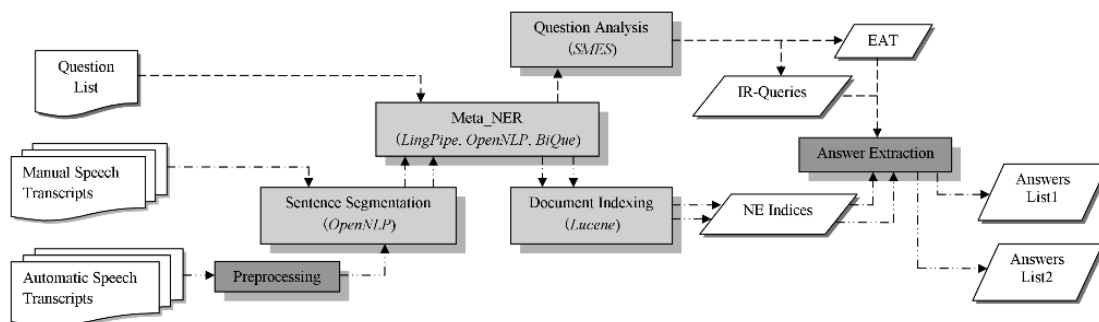 Question Analysis
(SMES)
EAT
Question
List
IR-Queries
Meta_NER
(LingPipe, OpenNLP, BiQue)
Answer Extraction
Manual Speech
Transcripts
Answers
List1
Sentence Segmentation
(OpenNLP)
Document Indexing
(Lucene)
NE Indices
Automatic Speech
Transcripts
Preprocessing
Answers
List2